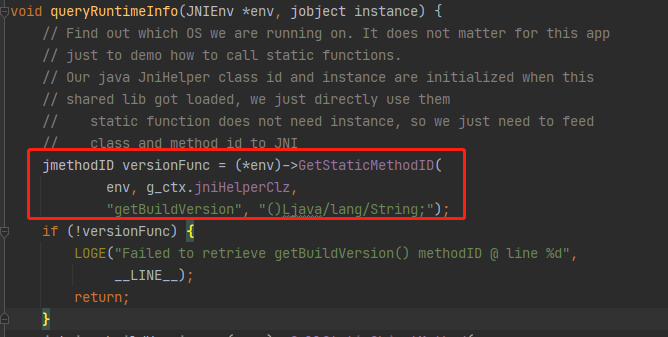 void queryRuntimeInfo(JNIEnv *env, jobject instance) {
// Find out which OS we are running on. It does not matter for this app
// just to demo how to call static functions.
// Our java JniHelper class id and instance are initialized when this
// shared lib got loaded, we just directly use them
//    static function does not need instance, so we just need to feed
//    class and method id to JNI
jmethodID versionFunc = (*env)->GetStaticMethodID(
env, g_ctx.jniHelperClz,
"getBuildVersion", "()Ljava/lang/String;");
if (!versionFunc) {
LOGE("Failed to retrieve getBuildVersion() methodID @ line %d",
__LINE__);
return;
}